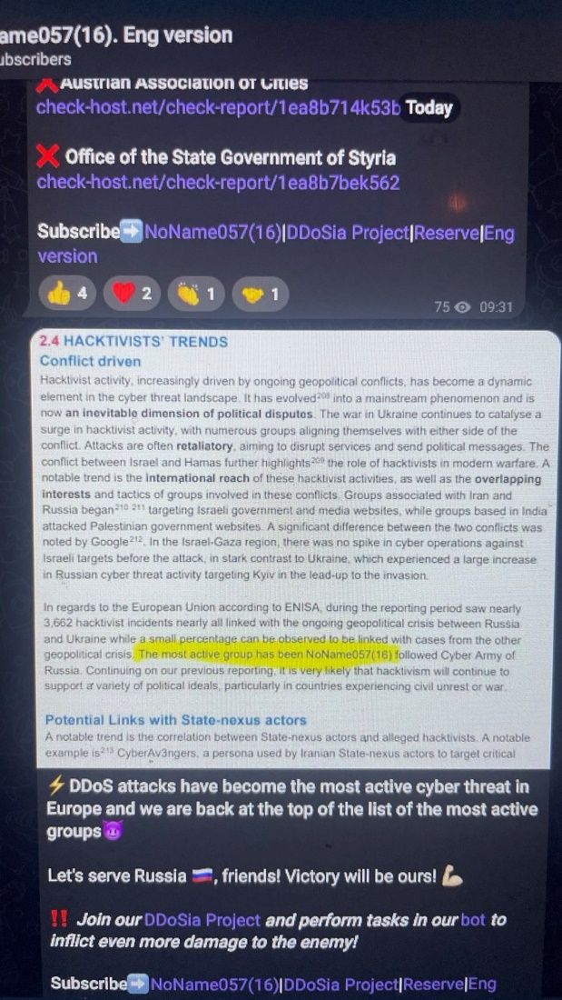 ame057(16). Eng version
ubscribers
Austrian Association of Cities
check-host.net/check-report/1ea8b714k53b Today
Office of the State Government of Styria
check-host.net/check-report/1ea8b7bek562
Subscribe➡️NoName057(16)|DDoSia Project|Reserve|Eng
version
👍 4 ❤️ 2 👏 1 🤝 1
75 09:31
2.4 HACKTIVISTS' TRENDS
Conflict driven
Hacktivist activity, increasingly driven by ongoing geopolitical conflicts, has become a dynamic
element in the cyber threat landscape. It has evolved²⁰⁸ into a mainstream phenomenon and is
now an inevitable dimension of political disputes. The war in Ukraine continues to catalyse a
surge in hacktivist activity, with numerous groups aligning themselves with either side of the
conflict. Attacks are often retaliatory, aiming to disrupt services and send political messages. The
conflict between Israel and Hamas further highlights²⁰⁹ the role of hacktivists in modern warfare. A
notable trend is the international reach of these hacktivist activities, as well as the overlapping
interests and tactics of groups involved in these conflicts. Groups associated with Iran and
Russia began²¹⁰ ²¹¹ targeting Israeli government and media websites, while groups based in India
attacked Palestinian government websites. A significant difference between the two conflicts was
noted by Google²¹². In the Israel-Gaza region, there was no spike in cyber operations against
Israeli targets before the attack, in stark contrast to Ukraine, which experienced a large increase
in Russian cyber threat activity targeting Kyiv in the lead-up to the invasion.
In regards to the European Union according to ENISA, during the reporting period saw nearly
3,662 hacktivist incidents nearly all linked with the ongoing geopolitical crisis between Russia
and Ukraine while a small percentage can be observed to be linked with cases from the other
geopolitical crisis. The most active group has been NoName057(16) followed Cyber Army of
Russia. Continuing on our previous reporting, it is very likely that hacktivism will continue to
support a variety of political ideals, particularly in countries experiencing civil unrest or war.
Potential Links with State-nexus actors
A notable trend is the correlation between State-nexus actors and alleged hacktivists. A notable
example is²¹³ CyberAv3ngers, a persona used by Iranian State-nexus actors to target critical
⚡DDoS attacks have become the most active cyber threat in
Europe and we are back at the top of the list of the most active
groups😈
Let's serve Russia 🇷🇺, friends! Victory will be ours! 💪🏻
‼️ Join our DDoSia Project and perform tasks in our bot to
inflict even more damage to the enemy!
Subscribe➡️NoName057(16)|DDoSia Project|Reserve|Eng